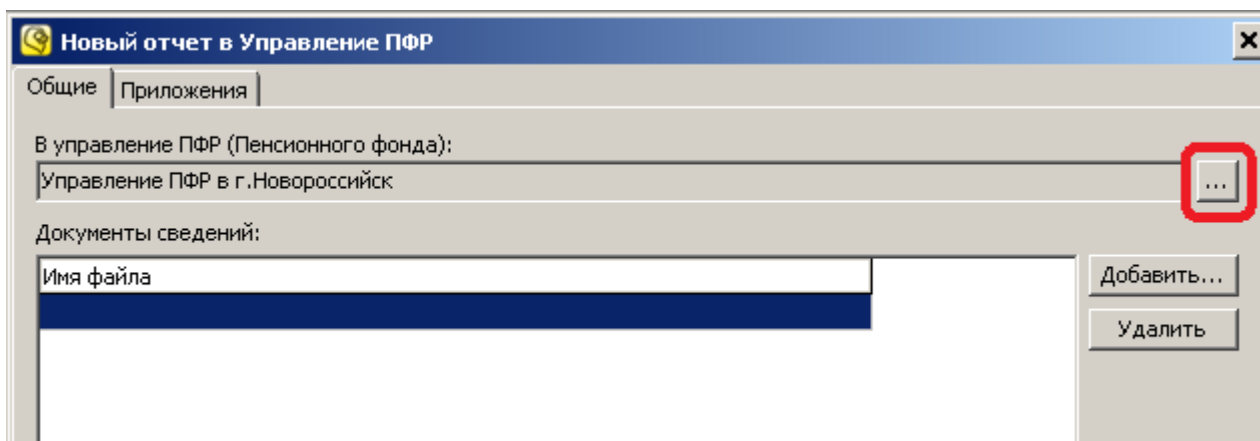 Новый отчет в Управление ПФР
Общие Приложения
В управление ПФР (Пенсионного фонда):
Управление ПФР в г.Новороссийск ...
Документы сведений:
Имя файла Добавить...
Удалить